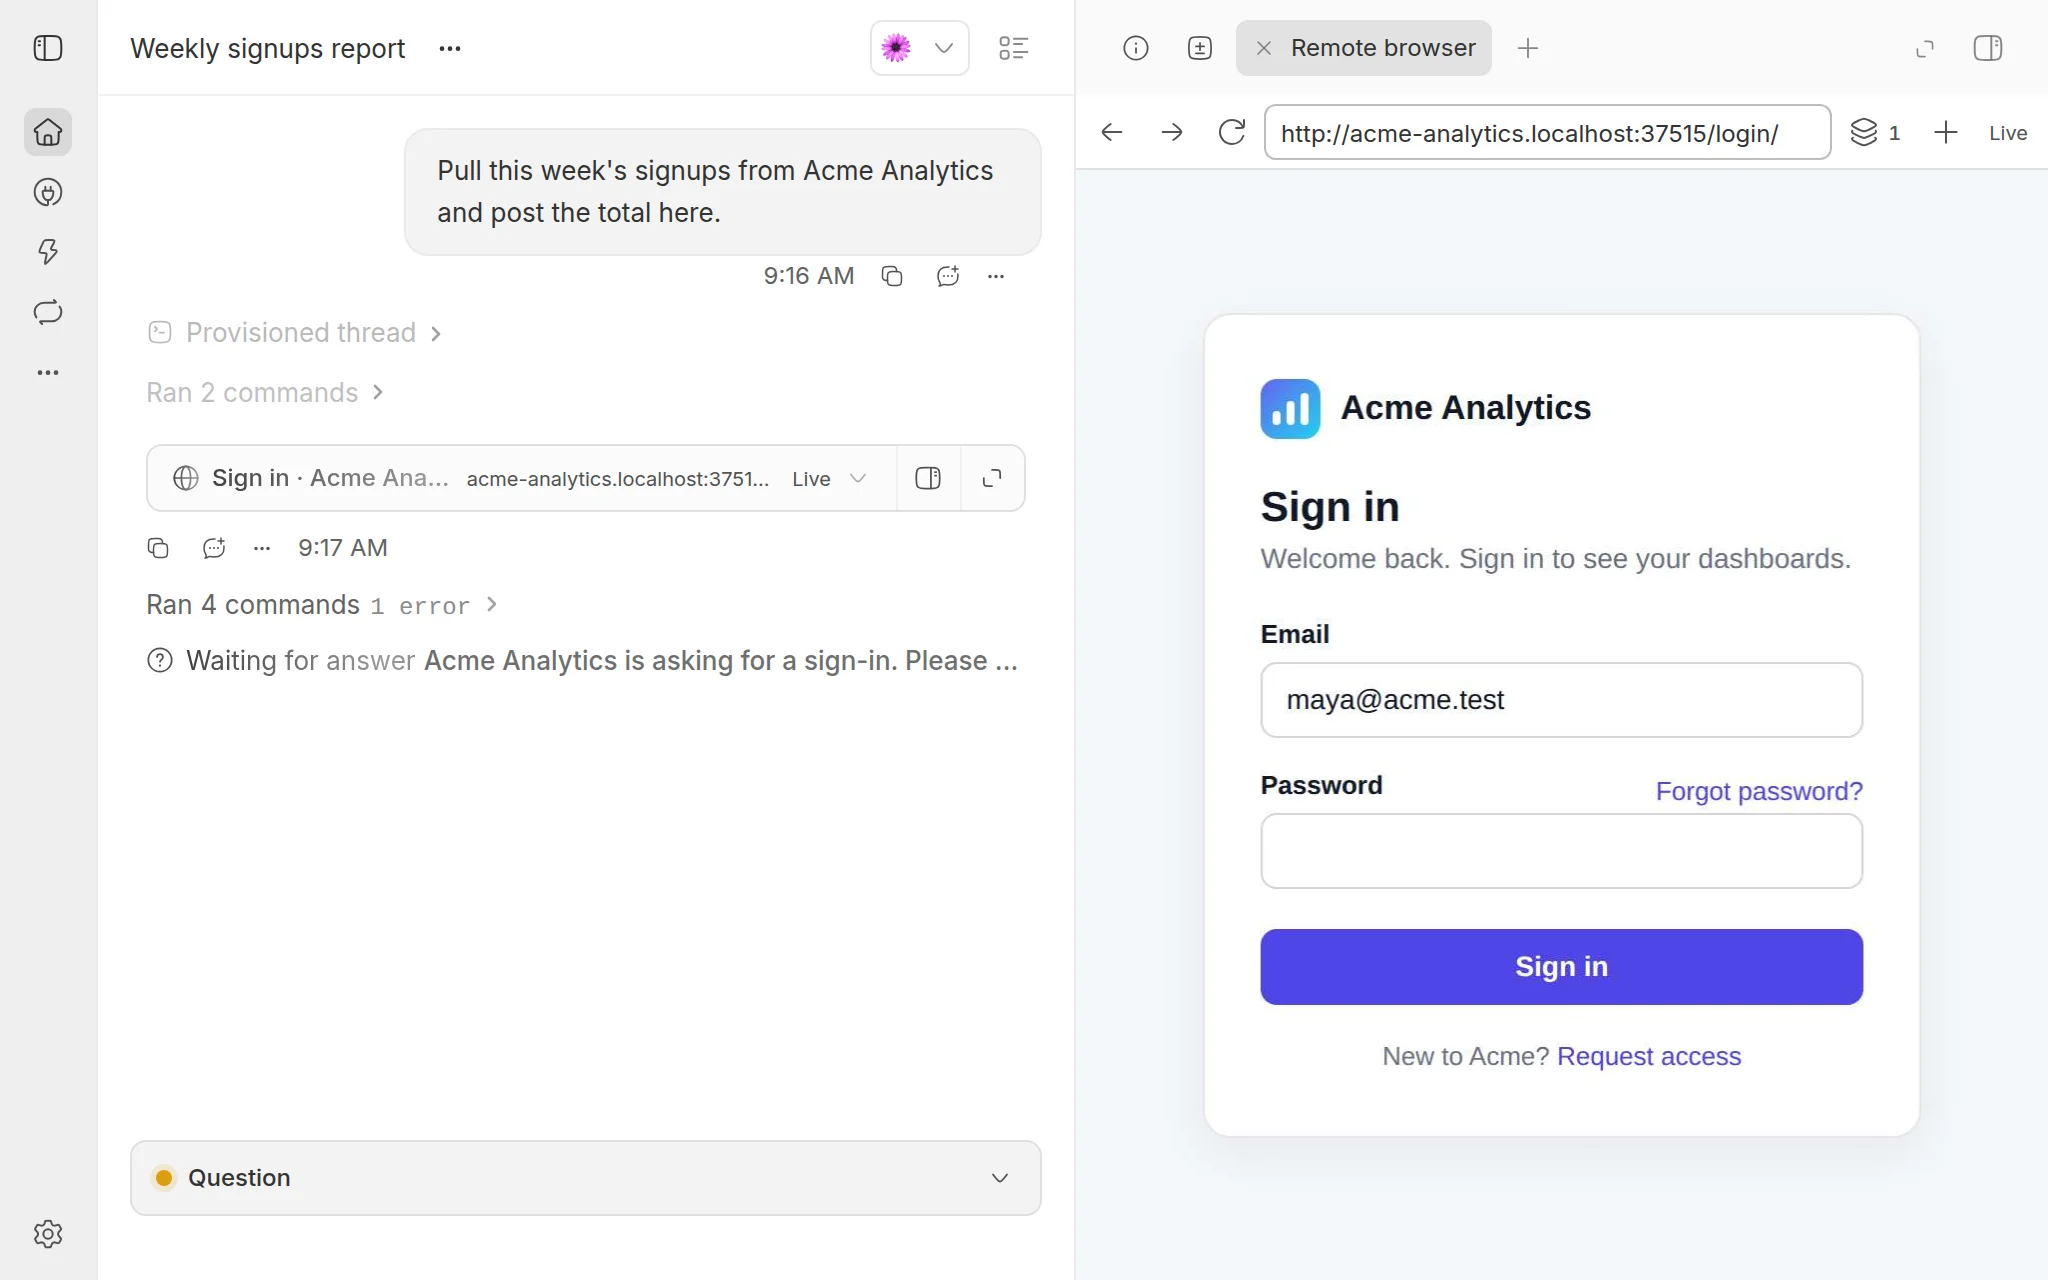 Weekly signups report
Pull this week's signups from Acme Analytics
and post the total here.
9:16 AM
Provisioned thread
Ran 2 commands
Sign in · Acme Ana... acme-analytics.localhost:3751... Live
9:17 AM
Ran 4 commands 1 error
Waiting for answer Acme Analytics is asking for a sign-in. Please ...
Question
Remote browser
http://acme-analytics.localhost:37515/login/ 1 Live
Acme Analytics
Sign in
Welcome back. Sign in to see your dashboards.
Email
maya@acme.test
Password Forgot password?
Sign in
New to Acme? Request access